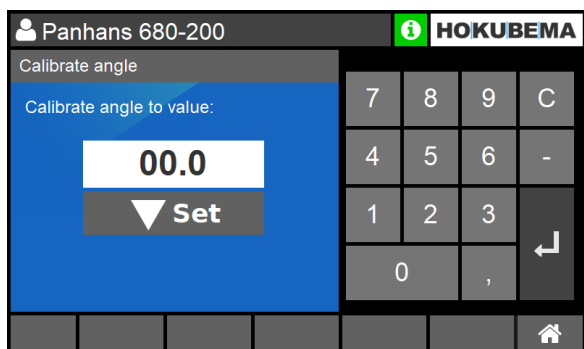 Panhans 680-200
i HOKUBEMA
Calibrate angle
Calibrate angle to value:
00.0
Set
7 8 9 C
4 5 6 -
1 2 3
0 ,